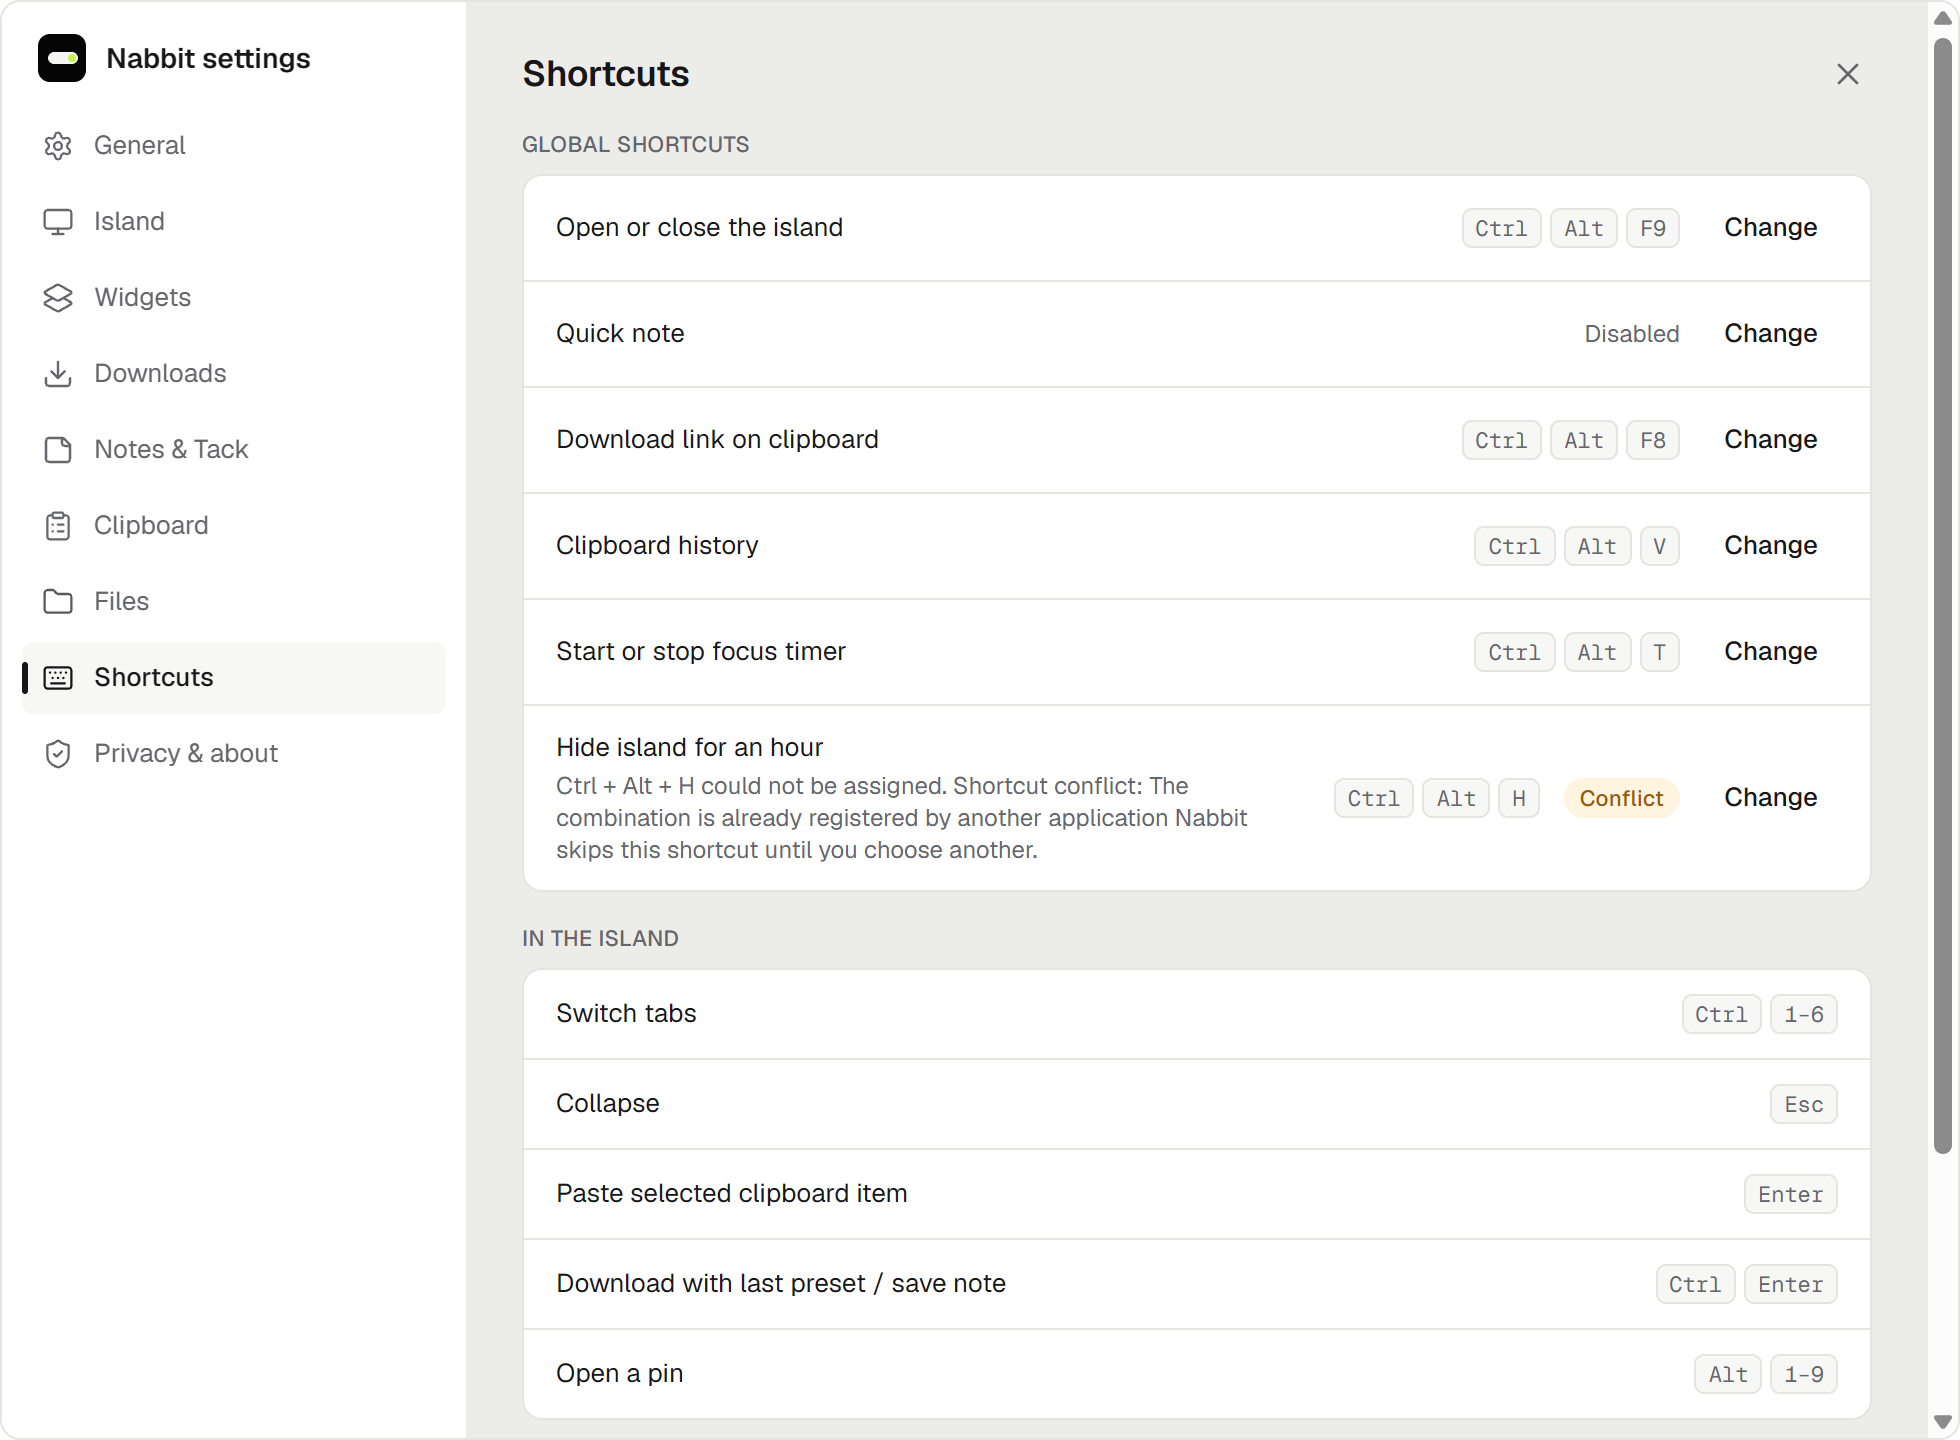 Nabbit settings
General
Island
Widgets
Downloads
Notes & Tack
Clipboard
Files
Shortcuts
Privacy & about
Shortcuts
GLOBAL SHORTCUTS
Open or close the island Ctrl Alt F9 Change
Quick note Disabled Change
Download link on clipboard Ctrl Alt F8 Change
Clipboard history Ctrl Alt V Change
Start or stop focus timer Ctrl Alt T Change
Hide island for an hour
Ctrl + Alt + H could not be assigned. Shortcut conflict: The
combination is already registered by another application Nabbit
skips this shortcut until you choose another.
Ctrl Alt H Conflict Change
IN THE ISLAND
Switch tabs Ctrl 1-6
Collapse Esc
Paste selected clipboard item Enter
Download with last preset / save note Ctrl Enter
Open a pin Alt 1-9